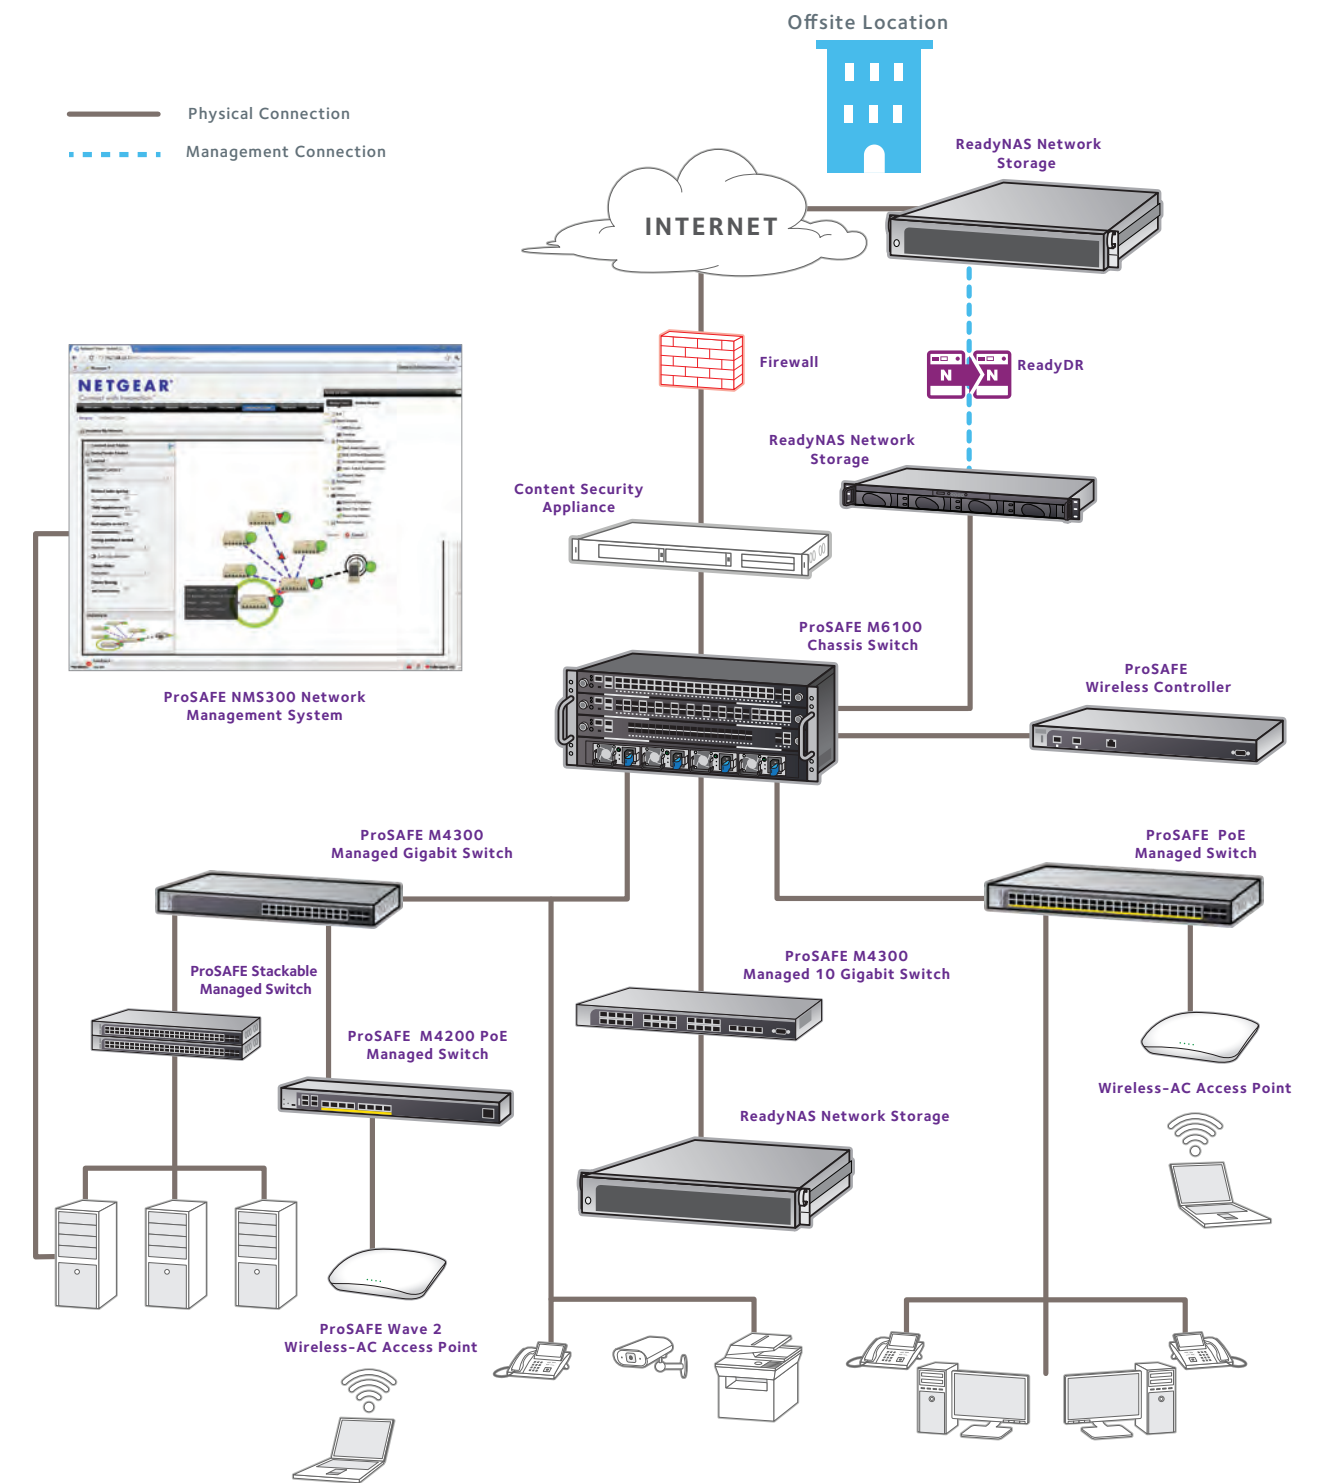 Offsite Location
Physical Connection
Management Connection
ReadyNAS Network
Storage
INTERNET
Firewall
N
N
ReadyDR
NETGEAR
ReadyNAS Network
Storage
Content Security
Appliance
ProSAFE M6100
Chassis Switch
ProSAFE
Wireless Controller
ProSAFE NMS300 Network
Management System
ProSAFE M4300
Managed Gigabit Switch
ProSAFE PoE
Managed Switch
ProSAFE Stackable
Managed Switch
ProSAFE M4300
Managed 10 Gigabit Switch
ProSAFE M4200 PoE
Managed Switch
Wireless-AC Access Point
ReadyNAS Network Storage
ProSAFE Wave 2
Wireless-AC Access Point